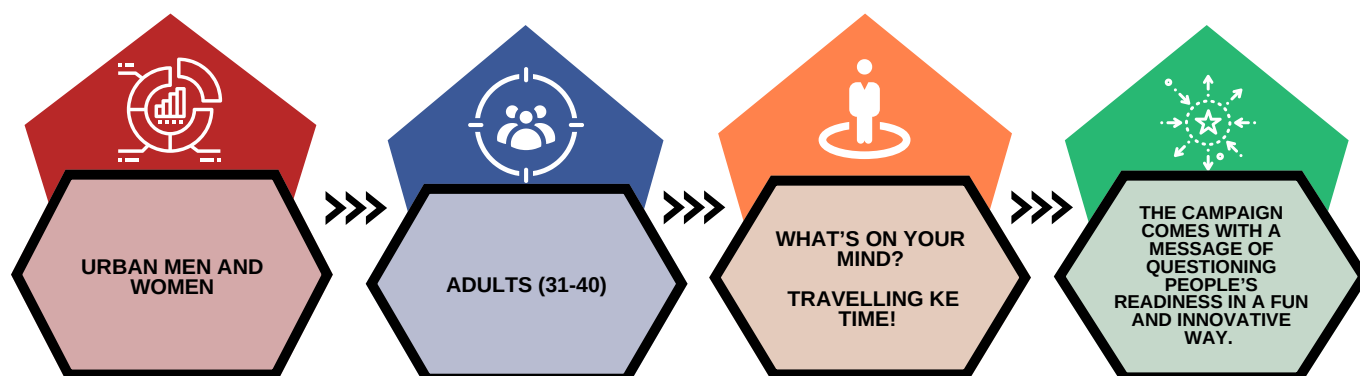 URBAN MEN AND
WOMEN
ADULTS (31-40)
WHAT'S ON YOUR
MIND?
TRAVELLING KE
TIME!
THE CAMPAIGN
COMES WITH A
MESSAGE OF
QUESTIONING
PEOPLE'S
READINESS IN A FUN
AND INNOVATIVE
WAY.